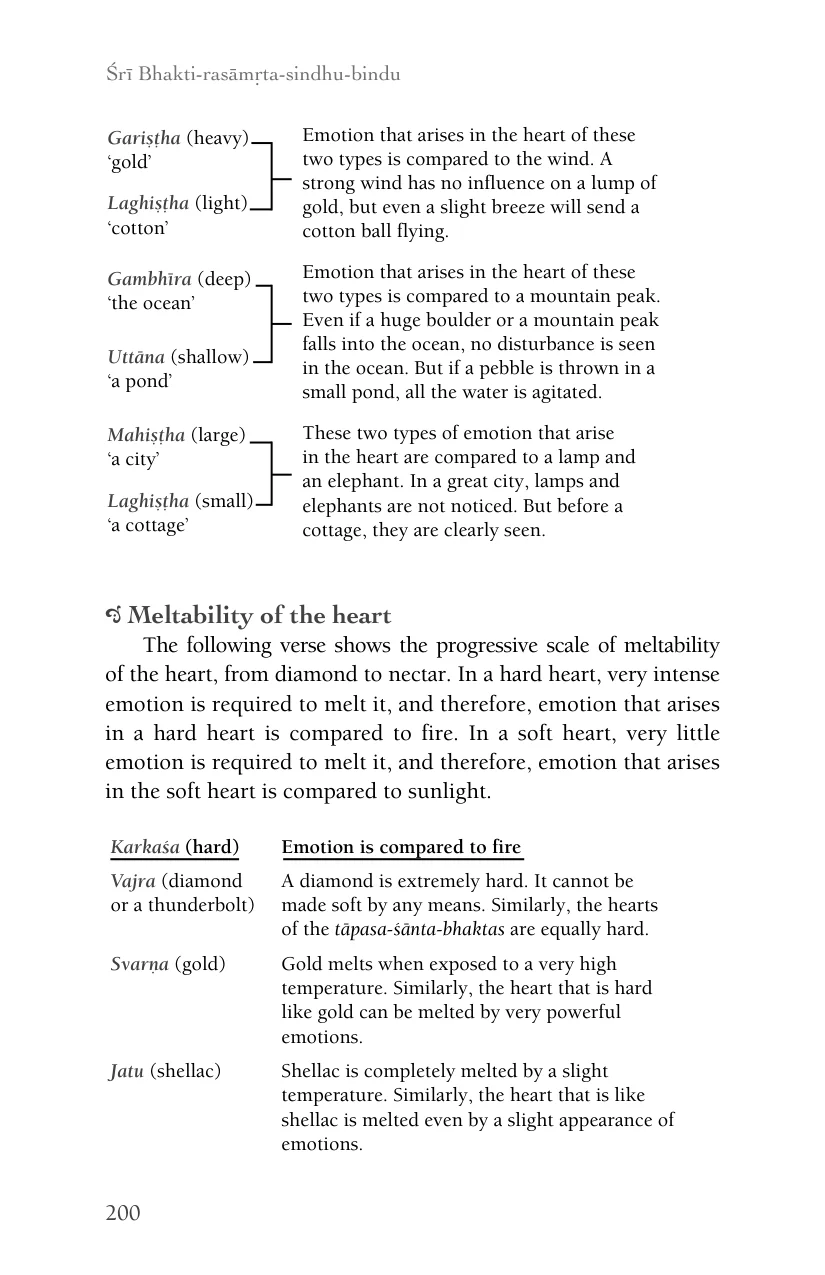 Śrī Bhakti-rasāmṛta-sindhu-bindu
Gariṣṭha (heavy)
‘gold’
Laghiṣṭha (light)
‘cotton’
Emotion that arises in the heart of these
two types is compared to the wind. A
strong wind has no influence on a lump of
gold, but even a slight breeze will send a
cotton ball flying.
Gambhīra (deep)
‘the ocean’
Uttāna (shallow)
‘a pond’
Emotion that arises in the heart of these
two types is compared to a mountain peak.
Even if a huge boulder or a mountain peak
falls into the ocean, no disturbance is seen
in the ocean. But if a pebble is thrown in a
small pond, all the water is agitated.
Mahiṣṭha (large)
‘a city’
Laghiṣṭha (small)
‘a cottage’
These two types of emotion that arise
in the heart are compared to a lamp and
an elephant. In a great city, lamps and
elephants are not noticed. But before a
cottage, they are clearly seen.
Meltability of the heart
The following verse shows the progressive scale of meltability
of the heart, from diamond to nectar. In a hard heart, very intense
emotion is required to melt it, and therefore, emotion that arises
in a hard heart is compared to fire. In a soft heart, very little
emotion is required to melt it, and therefore, emotion that arises
in the soft heart is compared to sunlight.
Karkaśa (hard) Emotion is compared to fire
Vajra (diamond
or a thunderbolt)
A diamond is extremely hard. It cannot be
made soft by any means. Similarly, the hearts
of the tāpasa-śānta-bhaktas are equally hard.
Svarṇa (gold)
Gold melts when exposed to a very high
temperature. Similarly, the heart that is hard
like gold can be melted by very powerful
emotions.
Jatu (shellac)
Shellac is completely melted by a slight
temperature. Similarly, the heart that is like
shellac is melted even by a slight appearance of
emotions.
200